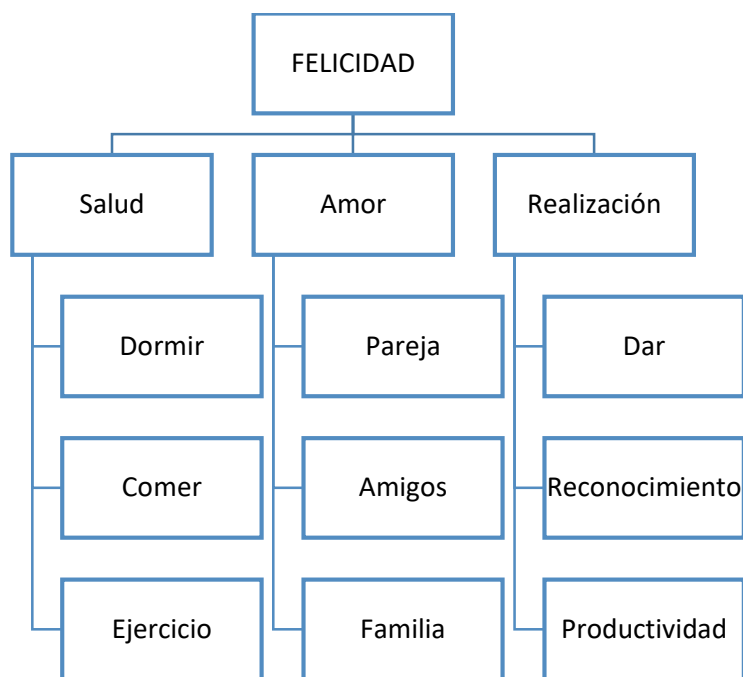 FELICIDAD
Salud
Amor
Realización
Dormir
Pareja
Dar
Comer
Amigos
Reconocimiento
Ejercicio
Familia
Productividad